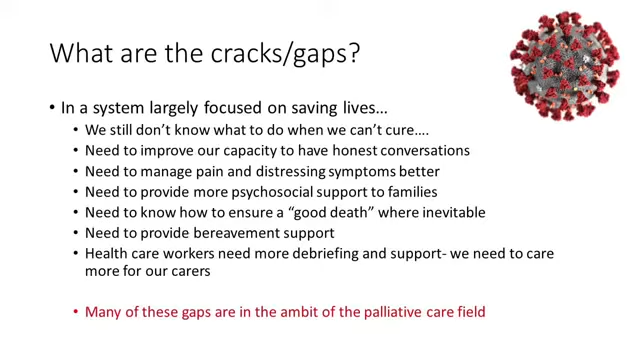 What are the cracks/gaps?
• In a system largely focused on saving lives…
• We still don’t know what to do when we can’t cure….
• Need to improve our capacity to have honest conversations
• Need to manage pain and distressing symptoms better
• Need to provide more psychosocial support to families
• Need to know how to ensure a “good death” where inevitable
• Need to provide bereavement support
• Health care workers need more debriefing and support- we need to care
more for our carers
• Many of these gaps are in the ambit of the palliative care field